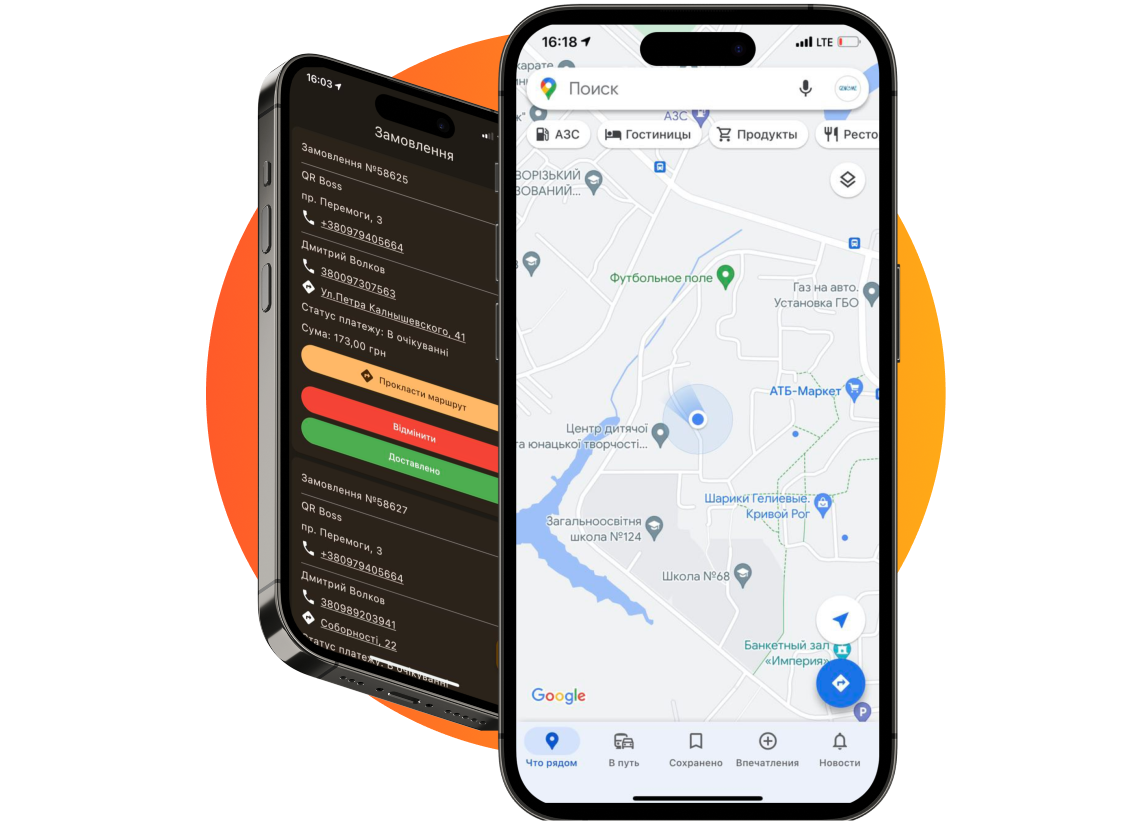 16:03
Замовлення
Замовлення №58625
QR Boss
пр. Перемоги, 3
+380979405664
Дмитрий Волков
380097307563
Ул.Петра Калнышевского, 41
Статус платежу: В очікуванні
Сума: 173,00 грн
Прокласти маршрут
Відмінити
Доставлено
Замовлення №58627
QR Boss
пр. Перемоги, 3
+380979405664
Дмитрий Волков
380989203941
Соборності, 22
Статус платежу: В очікуванні
16:18
LTE
Поиск
АЗС
АЗС
Гостиницы
Продукты
Ресто
ВОРІЗЬКИЙ
ЗОВАНИЙ...
Футбольное поле
Газ на авто.
Установка ГБО
АТБ-Маркет
Центр дитячої
та юнацької творчості...
Шарики Гелиевые.
Кривой Рог
Загальноосвітня
школа №124
Школа №68
Банкетный зал
«Империя»
P
Google
Что рядом
В путь
Сохранено
Впечатления
Новости